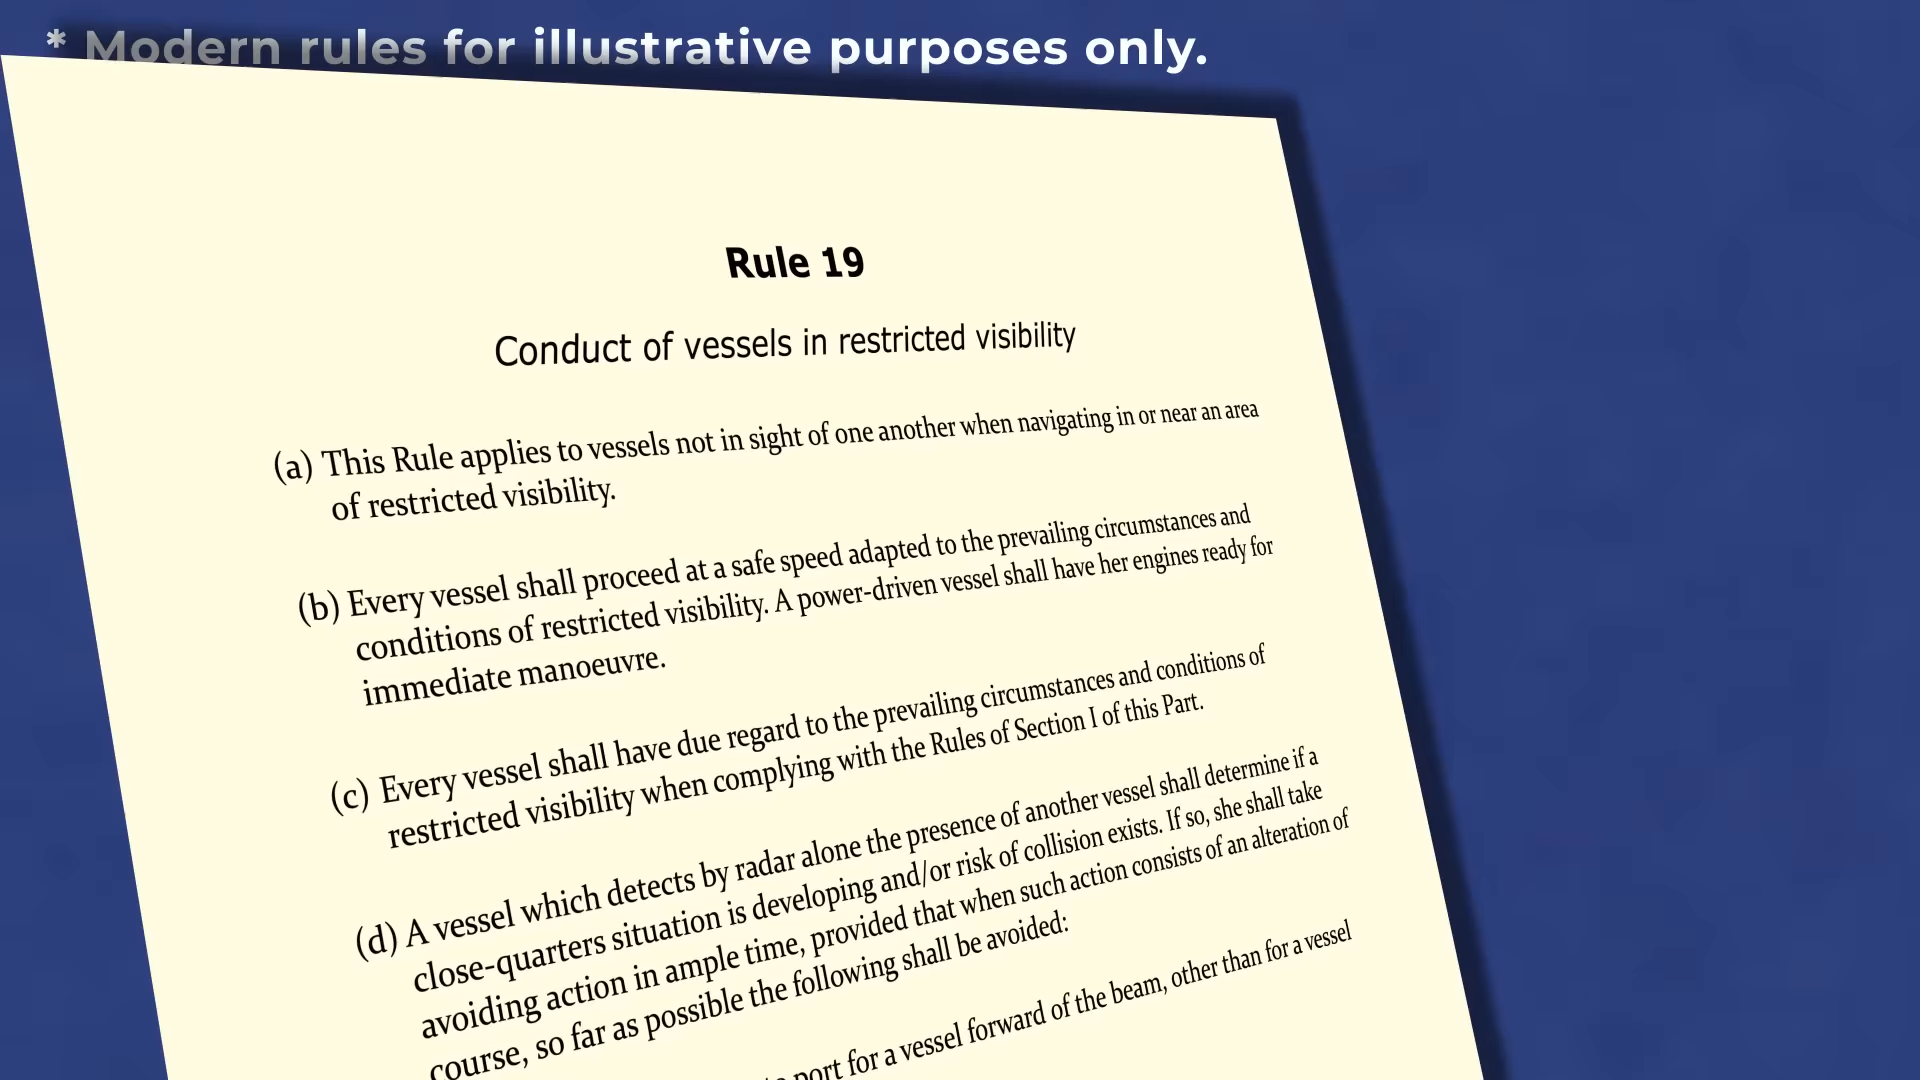 * Modern rules for illustrative purposes only.
Rule 19
Conduct of vessels in restricted visibility
(a) This Rule applies to vessels not in sight of one another when navigating in or near an area
of restricted visibility.
(b) Every vessel shall proceed at a safe speed adapted to the prevailing circumstances and
conditions of restricted visibility. A power-driven vessel shall have her engines ready for
immediate manoeuvre.
(c) Every vessel shall have due regard to the prevailing circumstances and conditions of
restricted visibility when complying with the Rules of Section I of this Part.
(d) A vessel which detects by radar alone the presence of another vessel shall determine if a
close-quarters situation is developing and/or risk of collision exists. If so, she shall take
avoiding action in ample time, provided that when such action consists of an alteration of
course, so far as possible the following shall be avoided:
port for a vessel forward of the beam, other than for a vessel